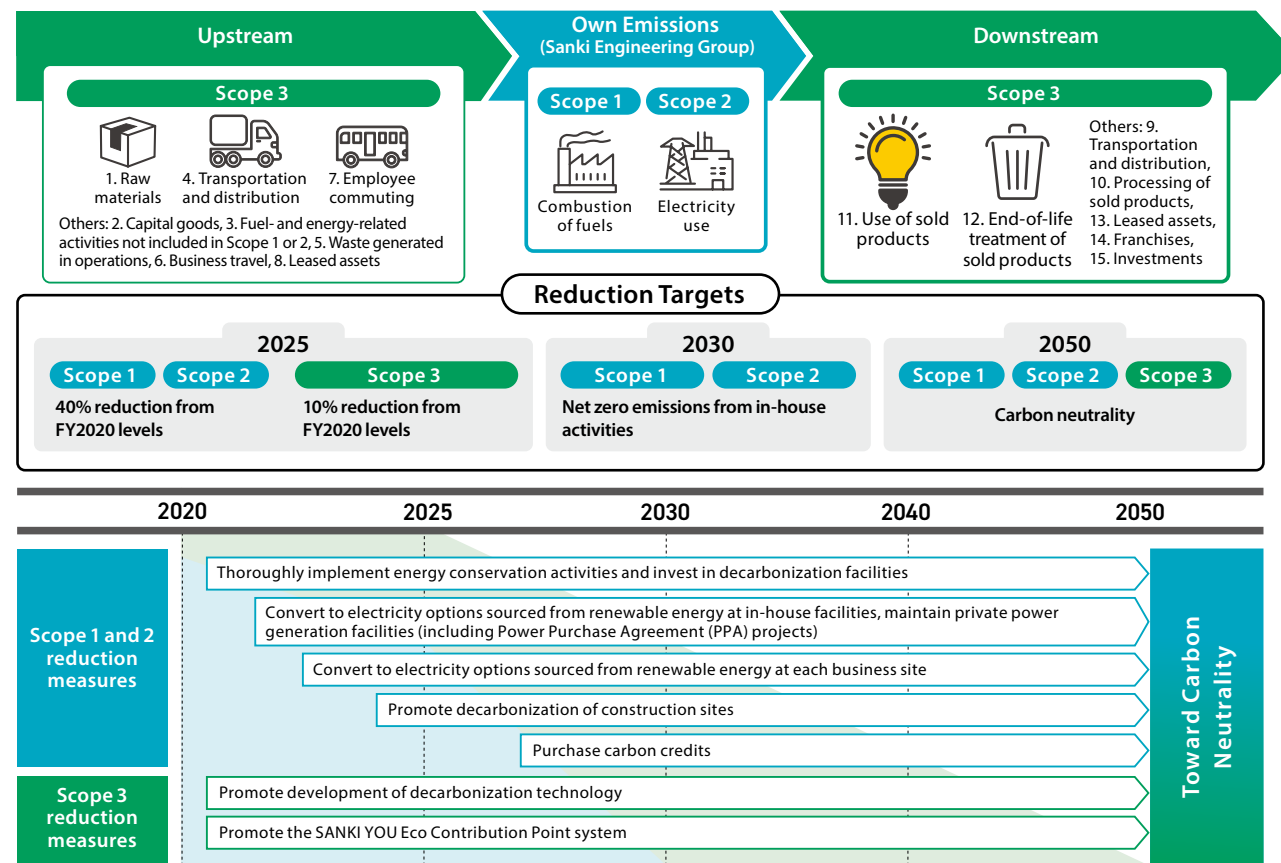 Upstream
Own Emissions
(Sanki Engineering Group)
Downstream
Scope 3
1. Raw
materials
4. Transportation
and distribution
7. Employee
commuting
Others: 2. Capital goods, 3. Fuel- and energy-related
activities not included in Scope 1 or 2, 5. Waste generated
in operations, 6. Business travel, 8. Leased assets
Scope 1
Scope 2
Combustion
of fuels
Electricity
use
Scope 3
11. Use of sold
products
12. End-of-life
treatment of
sold products
Others: 9.
Transportation
and distribution,
10. Processing of
sold products,
13. Leased assets,
14. Franchises,
15. Investments
Reduction Targets
2025
Scope 1
Scope 2
40% reduction from
FY2020 levels
Scope 3
10% reduction from
FY2020 levels
2030
Scope 1
Scope 2
Net zero emissions from in-house
activities
2050
Scope 1
Scope 2
Scope 3
Carbon neutrality
2020
2025
2030
2040
2050
Scope 1 and 2
reduction
measures
Thoroughly implement energy conservation activities and invest in decarbonization facilities
Convert to electricity options sourced from renewable energy at in-house facilities, maintain private power
generation facilities (including Power Purchase Agreement (PPA) projects)
Convert to electricity options sourced from renewable energy at each business site
Promote decarbonization of construction sites
Purchase carbon credits
Scope 3
reduction
measures
Promote development of decarbonization technology
Promote the SANKI YOU Eco Contribution Point system
Toward Carbon
Neutrality